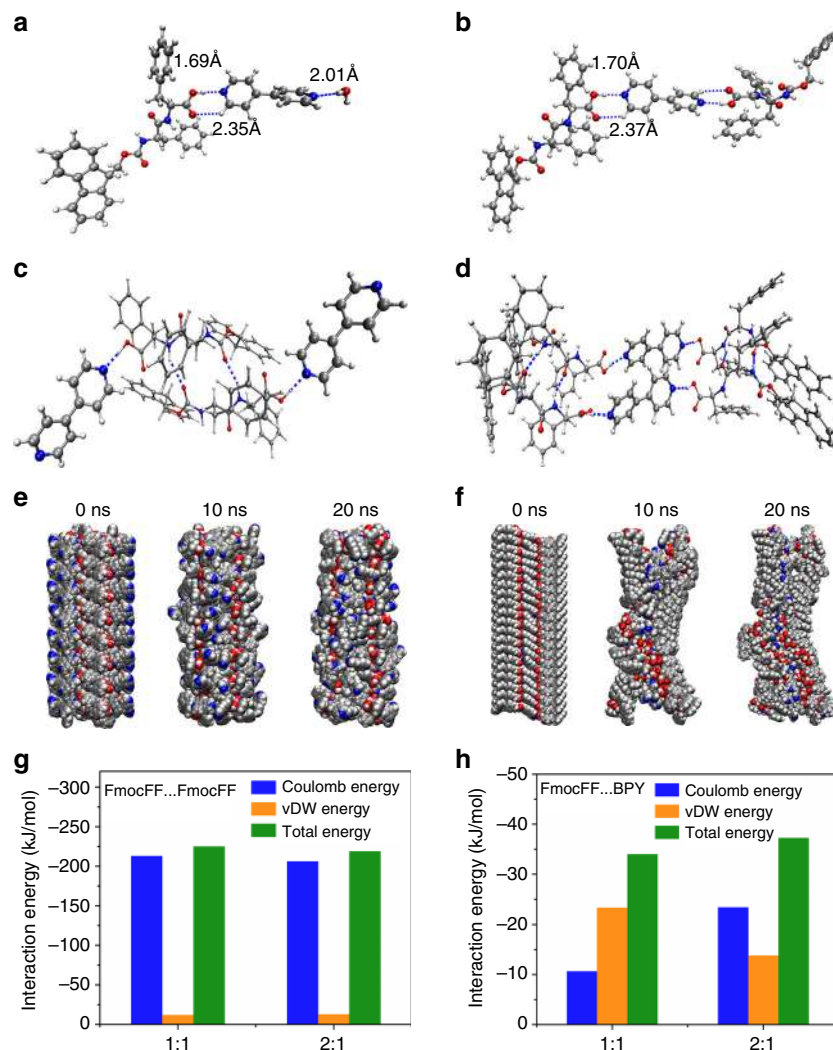 a
1.69Å
2.01Å
2.35Å
b
1.70Å
2.37Å
c
d
e
0 ns 10 ns 20 ns
f
0 ns 10 ns 20 ns
g
Interaction energy (kJ/mol)
–300
–250
–200
–150
–100
–50
0
FmocFF...FmocFF
Coulomb energy
vDW energy
Total energy
1:1 2:1
h
Interaction energy (kJ/mol)
–50
–40
–30
–20
–10
0
FmocFF...BPY
Coulomb energy
vDW energy
Total energy
1:1 2:1